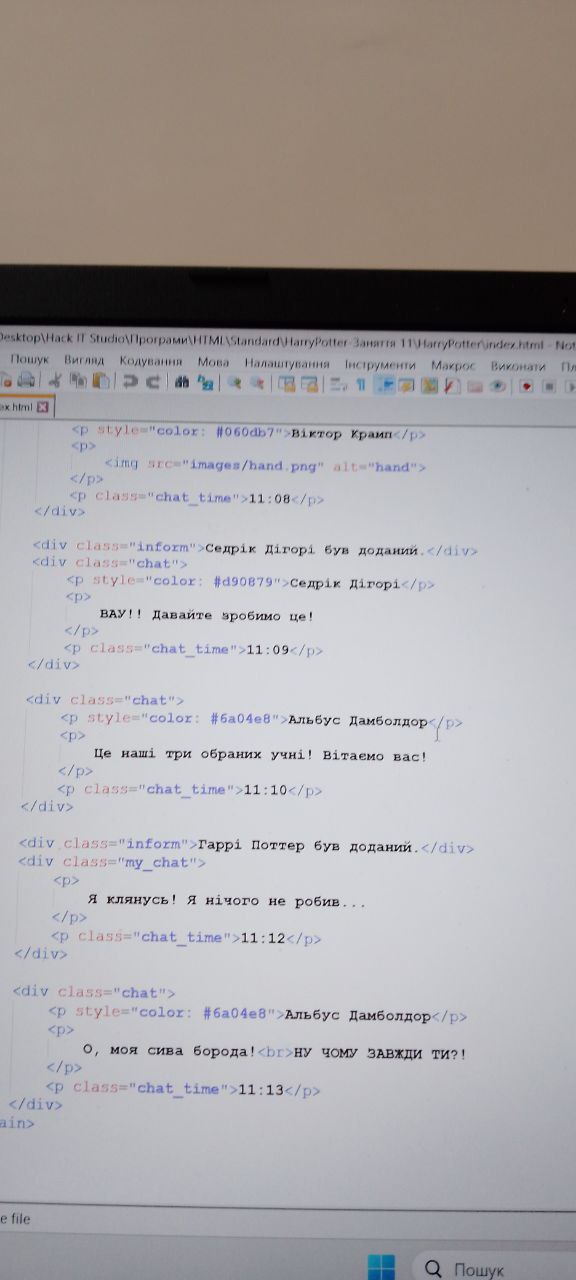 Desktop\Hack IT Studio\Програми\HTML\Standard\HarryPotter-Заняття 11\HarryPotter\index.html - Not
Пошук Вигляд Кодування Мова Налаштування Інструменти Макрос Виконати Пл
ex.html
<p style="color: #060db7">Віктор Крамп</p>
<p>
<img src="images/hand.png" alt="hand">
</p>
<p class="chat_time">11:08</p>
</div>
<div class="inform">Седрік Дігорі був доданий.</div>
<div class="chat">
<p style="color: #d90879">Седрік Дігорі</p>
<p>
ВАУ!! Давайте зробимо це!
</p>
<p class="chat_time">11:09</p>
</div>
<div class="chat">
<p style="color: #6a04e8">Альбус Дамболдор</p>
<p>
Це наші три обраних учні! Вітаємо вас!
</p>
<p class="chat_time">11:10</p>
</div>
<div class="inform">Гаррі Поттер був доданий.</div>
<div class="my_chat">
<p>
Я клянусь! Я нічого не робив...
</p>
<p class="chat_time">11:12</p>
</div>
<div class="chat">
<p style="color: #6a04e8">Альбус Дамболдор</p>
<p>
О, моя сива борода!<br>НУ ЧОМУ ЗАВЖДИ ТИ?!
</p>
<p class="chat_time">11:13</p>
</div>
ain>
e file
Пошук